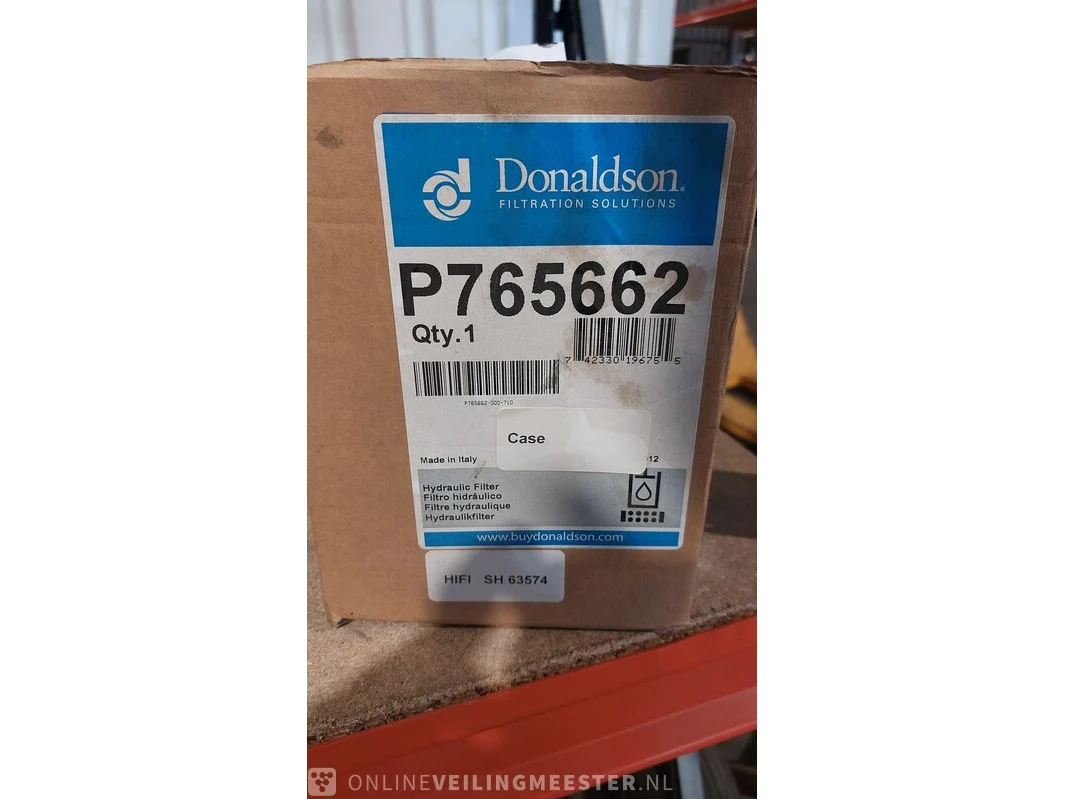 Donaldson®
FILTRATION SOLUTIONS
P765662
Qty.1
7 42330 19675 5
P765662-000-710
Case
Made in Italy
12
Hydraulic Filter
Filtro hidráulico
Filtre hydraulique
Hydraulikfilter
www.buydonaldson.com
HIFI SH 63574
ONLINEVEILINGMEESTER.NL